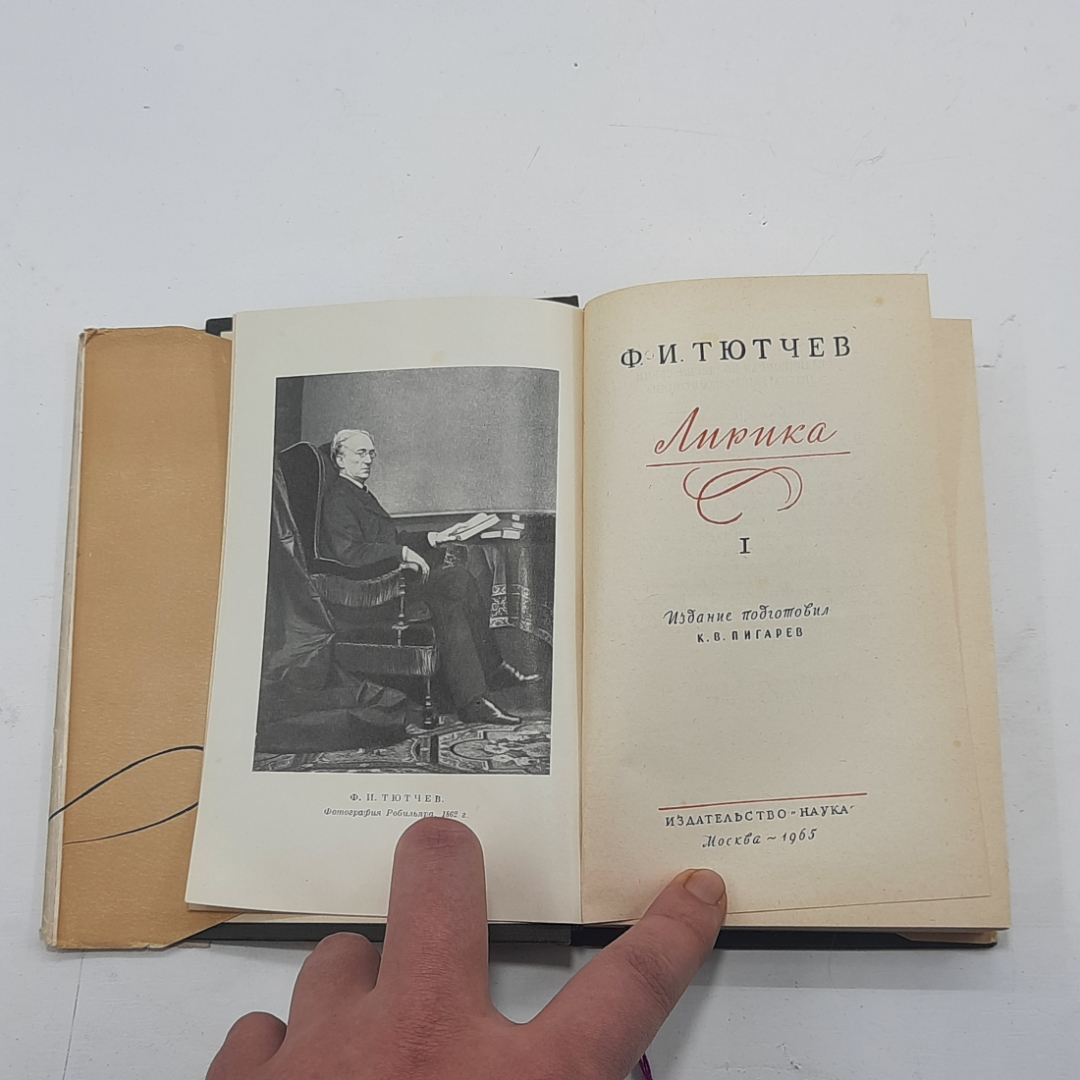 Ф. И. ТЮТЧЕВ.
Фотография Робильяра, 1862 г.
Ф. И. ТЮТЧЕВ
Лирика
I
Издание подготовил
К. В. ПИГАРЕВ
ИЗДАТЕЛЬСТВО «НАУКА»
Москва ~ 1965